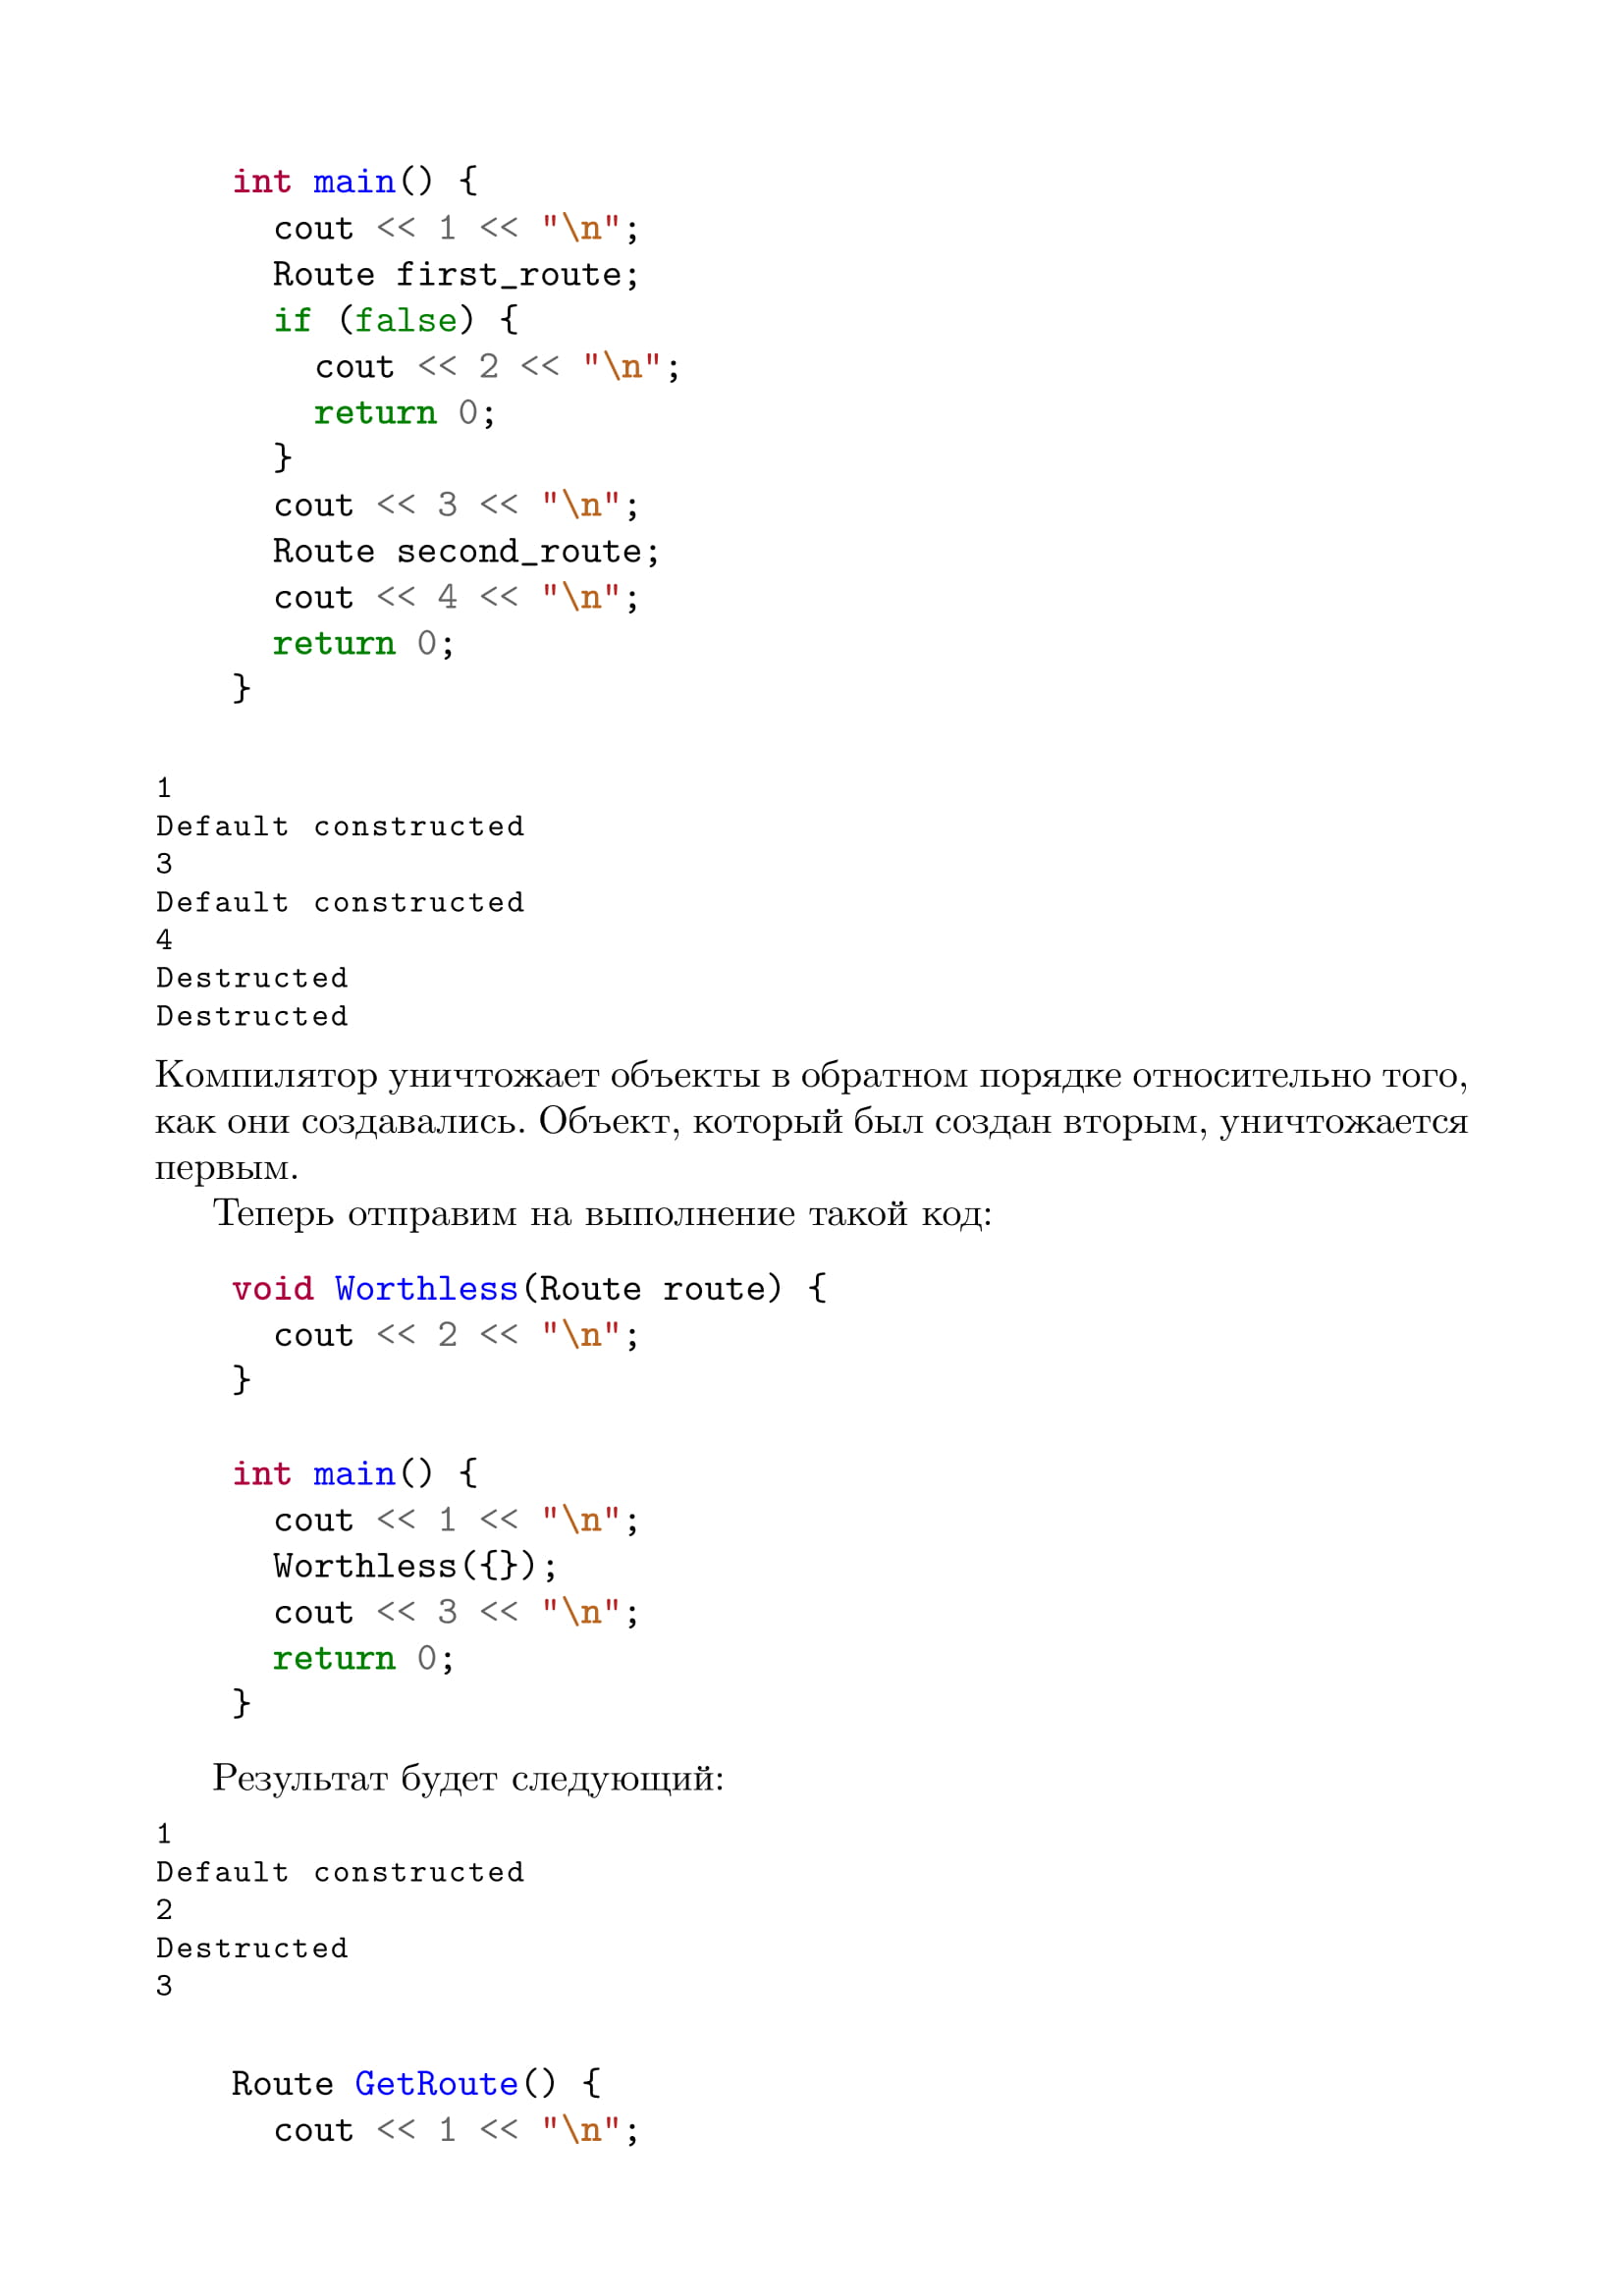 int main() {
  cout << 1 << "\n";
  Route first_route;
  if (false) {
    cout << 2 << "\n";
    return 0;
  }
  cout << 3 << "\n";
  Route second_route;
  cout << 4 << "\n";
  return 0;
}
1
Default constructed
3
Default constructed
4
Destructed
Destructed
Компилятор уничтожает объекты в обратном порядке относительно того,
как они создавались. Объект, который был создан вторым, уничтожается
первым.
Теперь отправим на выполнение такой код:
void Worthless(Route route) {
  cout << 2 << "\n";
}
int main() {
  cout << 1 << "\n";
  Worthless({});
  cout << 3 << "\n";
  return 0;
}
Результат будет следующий:
1
Default constructed
2
Destructed
3
Route GetRoute() {
  cout << 1 << "\n";